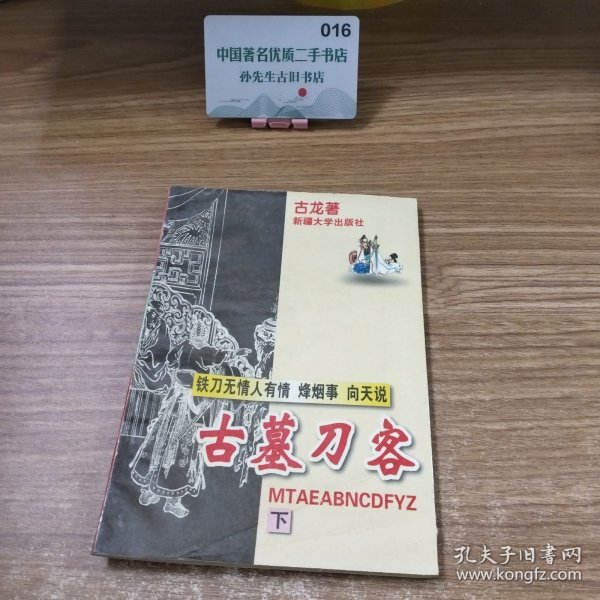 016
中国著名优质二手书店
孙先生古旧书店
古龙著
新疆大学出版社
铁刀无情人有情 烽烟事 向天说
古墓刀客
MTAEABNCDFYZ
下
孔夫子旧书网
www.kongfz.com